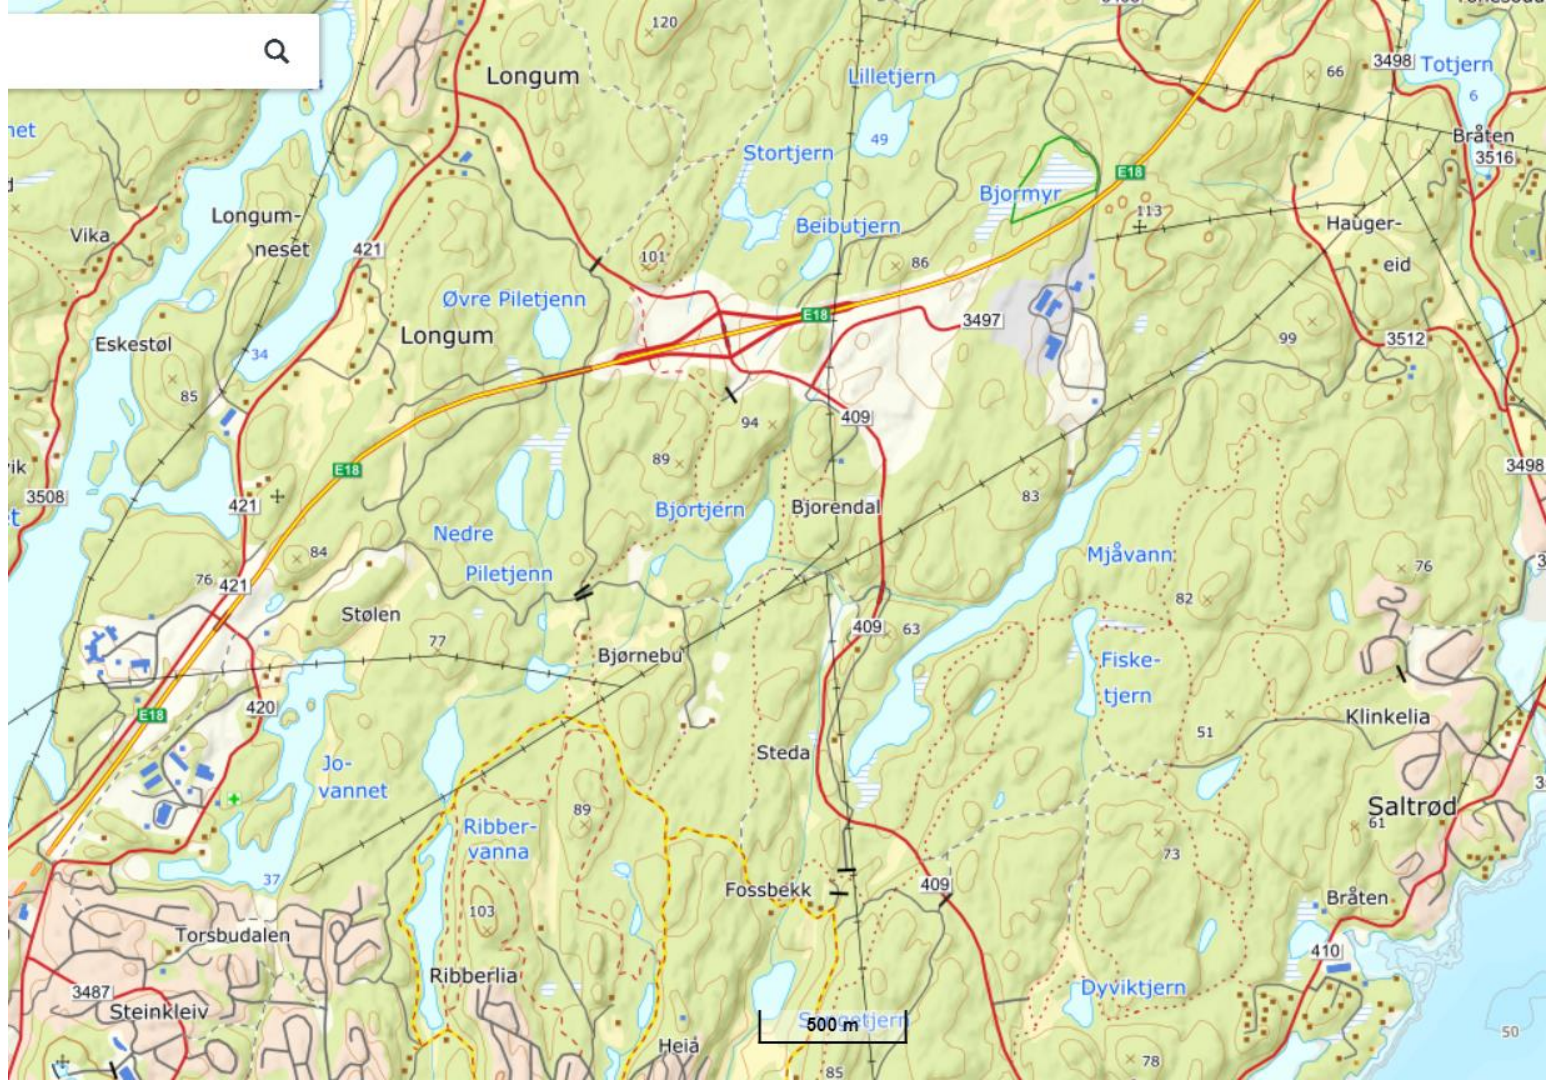 120
3498
Totjern
66
Longum
Lilletjern
6
Bråten
3516
49
Stortjern
E18
Bjormyr
Longum-
neset
113
Hauger-
eid
Vika
Beibutjern
421
101
86
Øvre Piletjenn
E18
3497
Longum
99
3512
Eskestøl
34
85
409
94
89
3498
E18
83
3508
421
Bjortjern
Bjorendal
Nedre
Piletjenn
84
Mjåvann
76
421
76
82
Stølen
409
63
77
Bjørnebu
Fiske-
tjern
420
E18
Klinkelia
51
Steda
Jo-
vannet
Saltrød
89
61
Ribber-
vanna
73
37
Fossbekk
409
Bråten
103
Torsbudalen
410
Ribberlia
Dyviktjern
3487
Steinkleiv
500 m
50
Heia
78
85